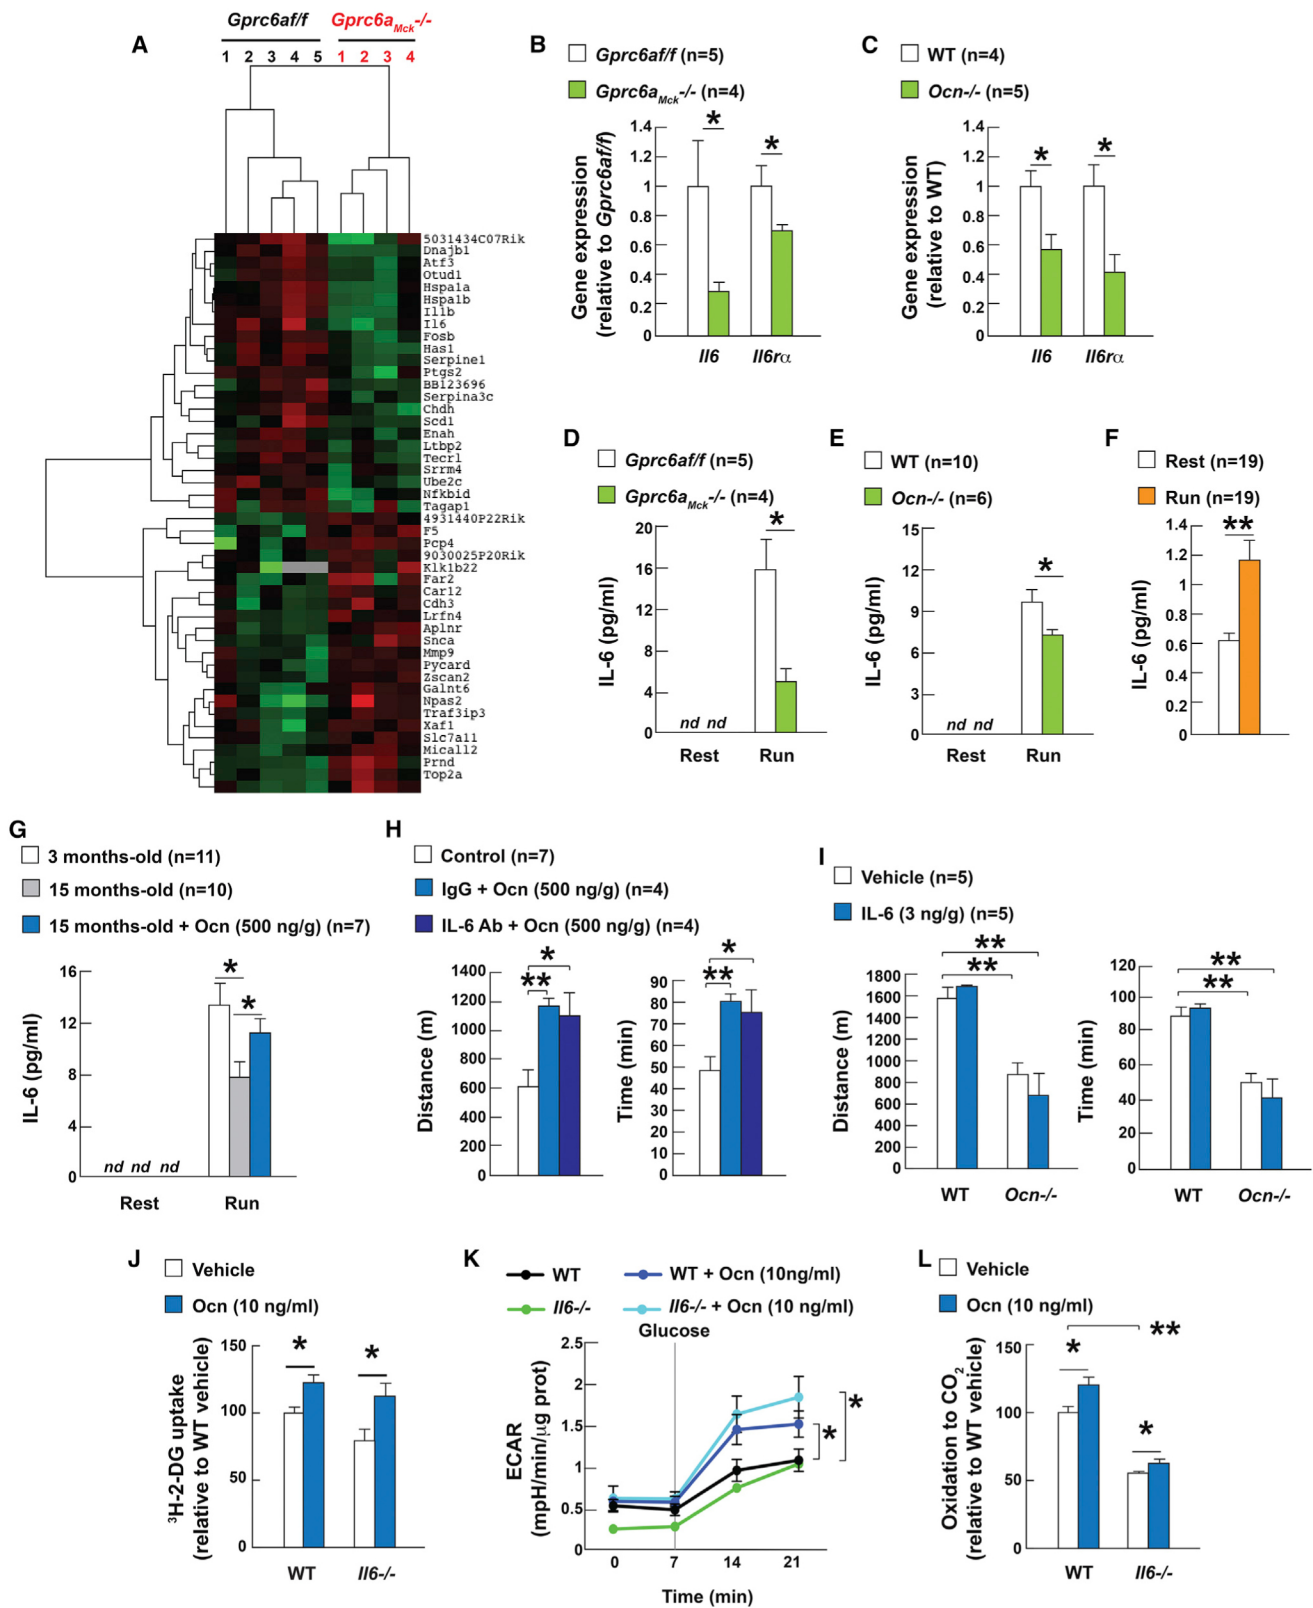 A
Gprc6af/f
Gprc6aMck-/-
1 2 3 4 5 1 2 3 4
5031434C07Rik
Dnajb1
Atf3
Otud1
Hspa1a
Hspa1b
Il1b
Il6
Fosb
Has1
Serpine1
Ptgs2
BB123696
Serpina3c
Chdh
Scd1
Enah
Ltbp2
Tecrl
Srrm4
Ube2c
Nfkbid
Tagap1
4931440P22Rik
F5
Pcp4
9030025P20Rik
Klk1b22
Far2
Car12
Cdh3
Lrfn4
Aplnr
Snca
Mmp9
Pycard
Zscan2
Galnt6
Npas2
Traf3ip3
Xaf1
Slc7a11
Micall2
Prnd
Top2a
B
Gprc6af/f (n=5)
Gprc6aMck-/- (n=4)
Gene expression
(relative to Gprc6af/f)
1.4
1.2
1
0.8
0.6
0.4
0.2
0
*
*
Il6 Il6rα
C
WT (n=4)
Ocn-/- (n=5)
Gene expression
(relative to WT)
1.4
1.2
1
0.8
0.6
0.4
0.2
0
*
*
Il6 Il6rα
D
Gprc6af/f (n=5)
Gprc6aMck-/- (n=4)
IL-6 (pg/ml)
20
16
12
8
4
0
*
nd nd
Rest Run
E
WT (n=10)
Ocn-/- (n=6)
IL-6 (pg/ml)
15
12
9
6
3
0
*
nd nd
Rest Run
F
Rest (n=19)
Run (n=19)
IL-6 (pg/ml)
1.4
1.2
1
0.8
0.6
0.4
0.2
0
**
G
3 months-old (n=11)
15 months-old (n=10)
15 months-old + Ocn (500 ng/g) (n=7)
IL-6 (pg/ml)
16
12
8
4
0
*
*
nd nd nd
Rest Run
H
Control (n=7)
IgG + Ocn (500 ng/g) (n=4)
IL-6 Ab + Ocn (500 ng/g) (n=4)
Distance (m)
1400
1200
1000
800
600
400
200
0
*
**
Time (min)
90
80
70
60
50
40
30
20
10
0
*
**
I
Vehicle (n=5)
IL-6 (3 ng/g) (n=5)
Distance (m)
1800
1600
1400
1200
1000
800
600
400
200
0
**
**
WT Ocn-/-
Time (min)
120
100
80
60
40
20
0
**
**
WT Ocn-/-
J
Vehicle
Ocn (10 ng/ml)
3H-2-DG uptake
(relative to WT vehicle)
150
100
50
0
*
*
WT Il6-/-
K
WT
WT + Ocn (10ng/ml)
Il6-/-
Il6-/- + Ocn (10 ng/ml)
Glucose
ECAR
(mpH/min/µg prot)
2.5
2
1.5
1
0.5
0
*
*
0 7 14 21
Time (min)
L
Vehicle
Ocn (10 ng/ml)
Oxidation to CO2
(relative to WT vehicle)
150
100
50
0
**
*
*
WT Il6-/-